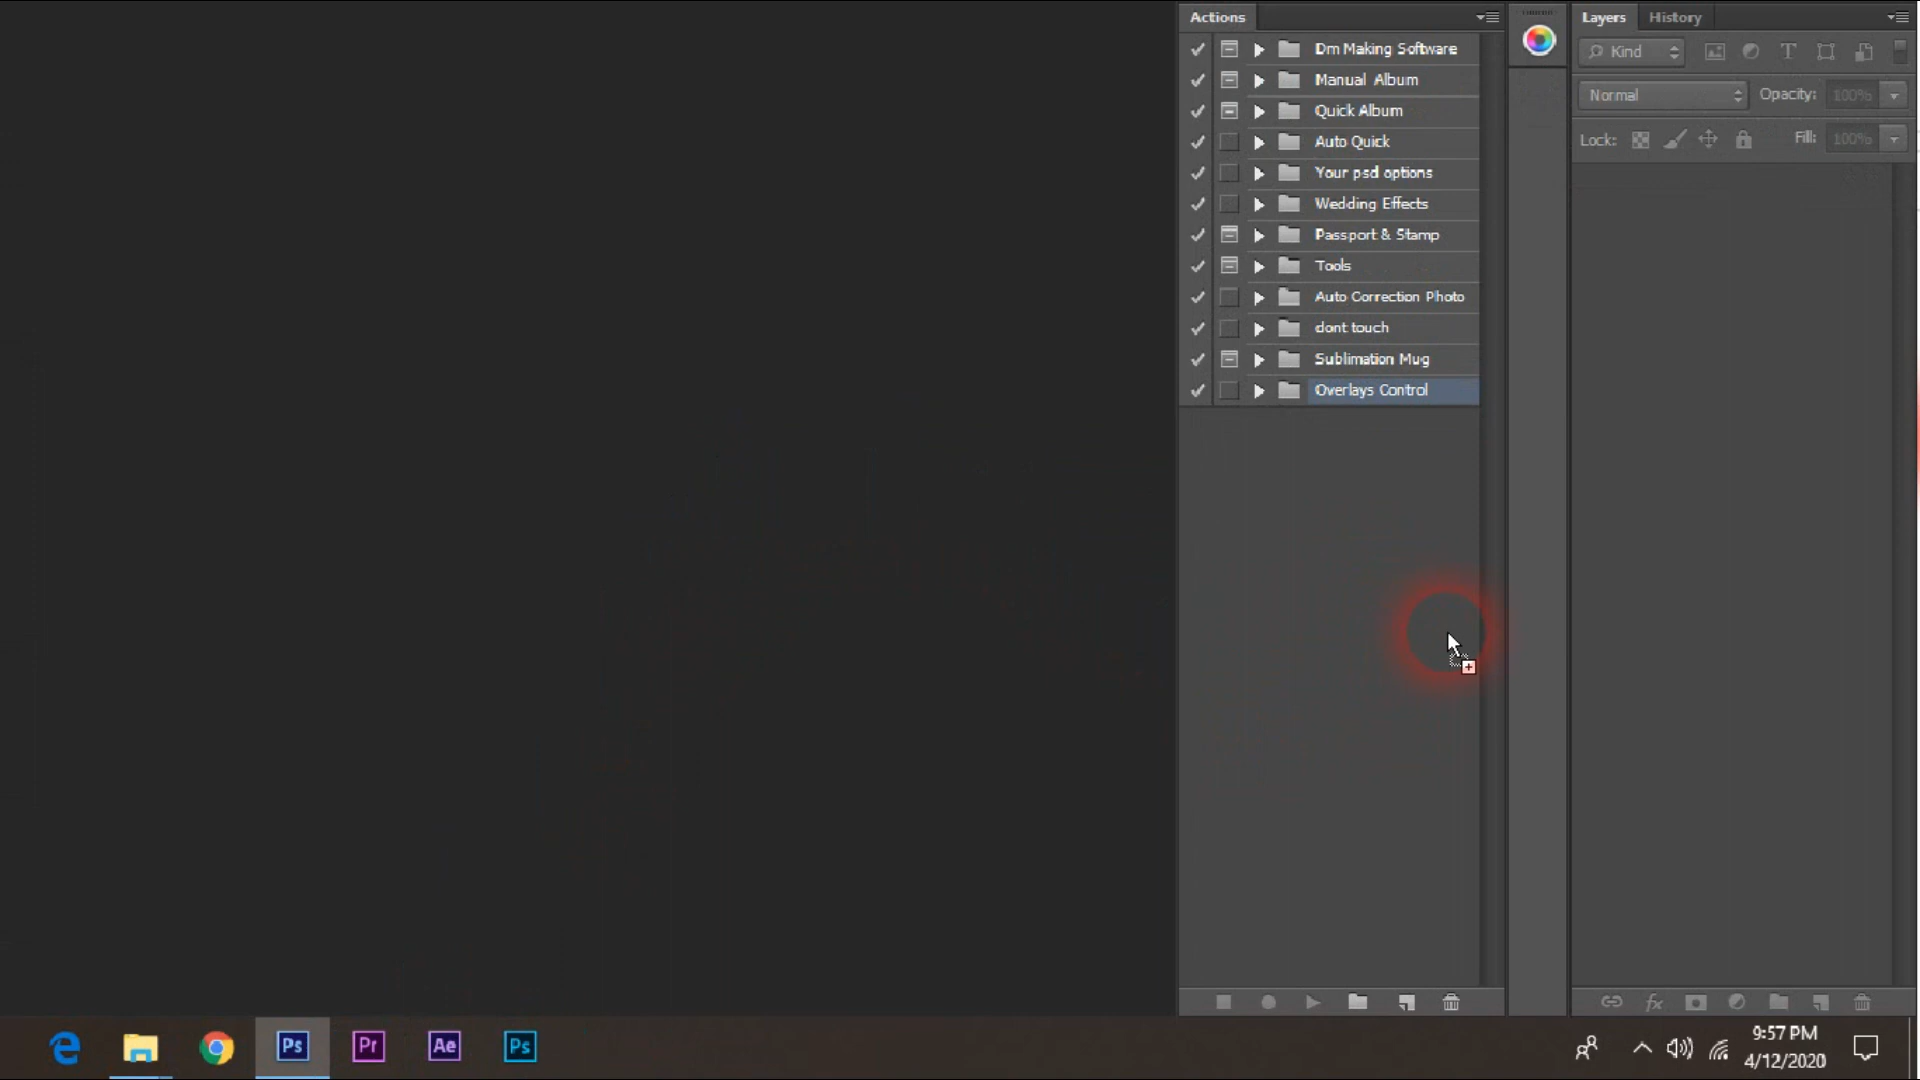 Actions
Dm Making Software
Manual Album
Quick Album
Auto Quick
Your psd options
Wedding Effects
Passport & Stamp
Tools
Auto Correction Photo
dont touch
Sublimation Mug
Overlays Control
Layers History
Kind
Normal Opacity: 100%
Lock: Fill: 100%
Ps Pr Ae Ps
9:57 PM
4/12/2020